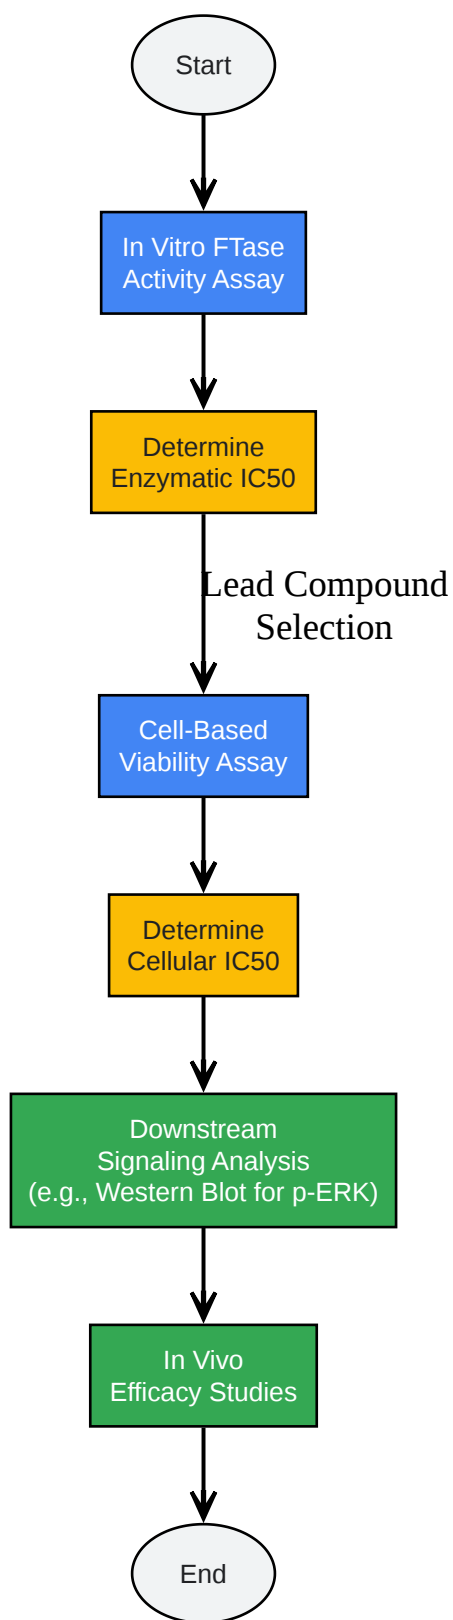 Start
In Vitro FTase
Activity Assay
Determine
Enzymatic IC50
Lead Compound
Selection
Cell-Based
Viability Assay
Determine
Cellular IC50
Downstream
Signaling Analysis
(e.g., Western Blot for p-ERK)
In Vivo
Efficacy Studies
End